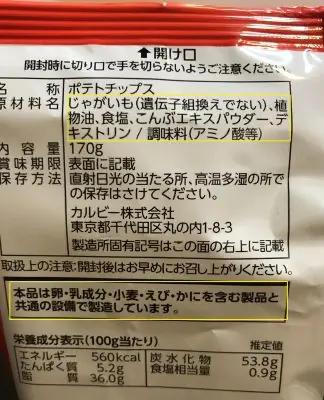 ⬆開け口
開封時に切り口で手を切らないようご注意ください。
名 称 ポテトチップス
原材料名 じゃがいも(遺伝子組換えでない)、植
物油、食塩、こんぶエキスパウダー、デ
キストリン / 調味料(アミノ酸等)
内 容 量 170g
賞味期限 表面に記載
保存方法 直射日光の当たる所、高温多湿の所で
の保存はさけてください。
カルビー株式会社
東京都千代田区丸の内1-8-3
製造所固有記号はこの面の右上に記載
取扱上の注意:開封後はお早めにお召し上がりください。
本品は卵・乳成分・小麦・えび・かにを含む製品と
共通の設備で製造しています。
栄養成分表示(100g当たり) 推定値
エネルギー 560kcal 炭水化物 53.8g
たんぱく質 5.2g 食塩相当量 0.9g
脂 質 36.0g